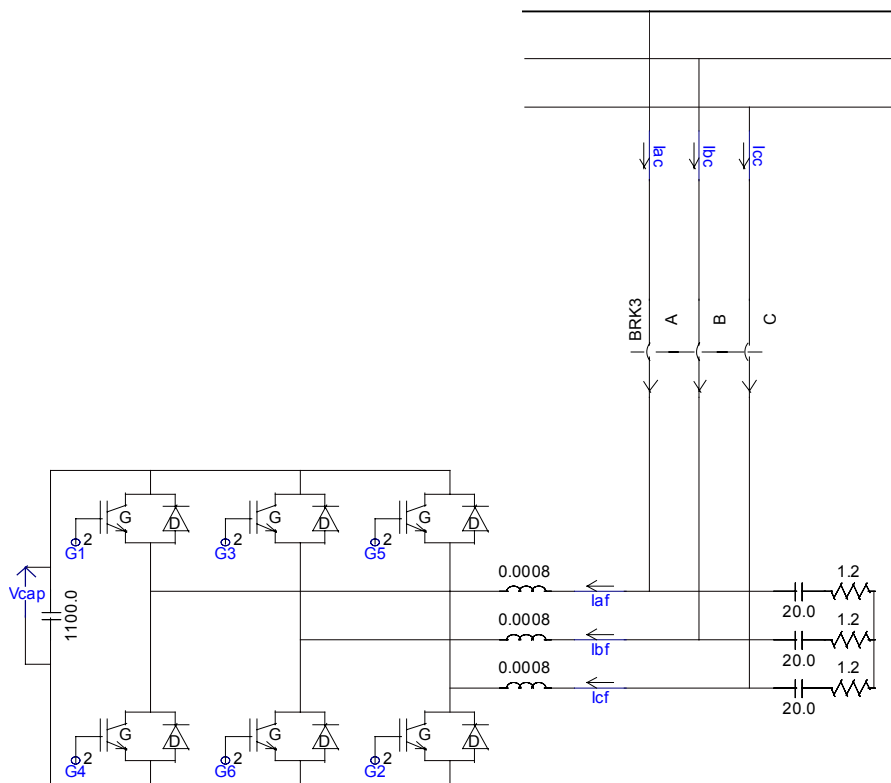 Iac
Ibc
Icc
BRK3
A
B
C
G
D
G
D
G
D
2
2
2
G1
G3
G5
0.0008
Iaf
20.0
1.2
Vcap
1100.0
0.0008
Ibf
20.0
1.2
0.0008
Icf
20.0
1.2
G
D
G
D
G
D
2
2
2
G4
G6
G2